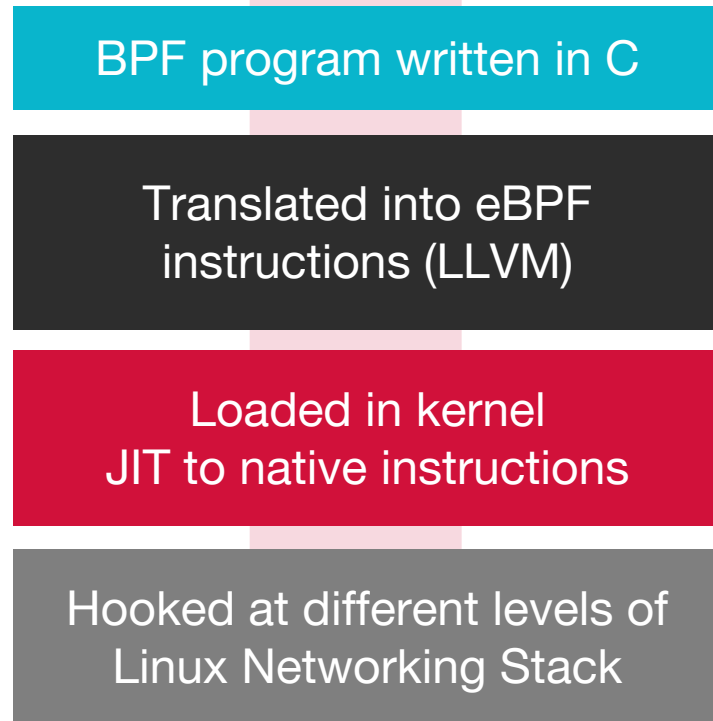 BPF program written in C
Translated into eBPF
instructions (LLVM)
Loaded in kernel
JIT to native instructions
Hooked at different levels of
Linux Networking Stack